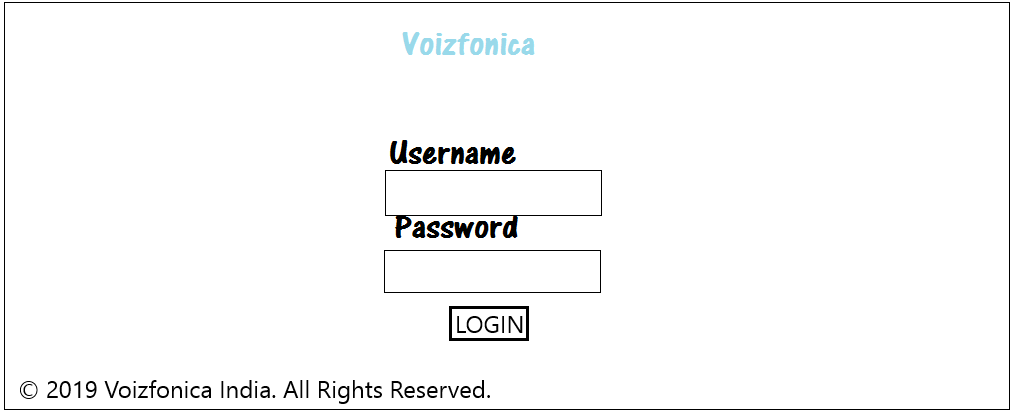 Voizfonica
Username
Password
LOGIN
© 2019 Voizfonica India. All Rights Reserved.